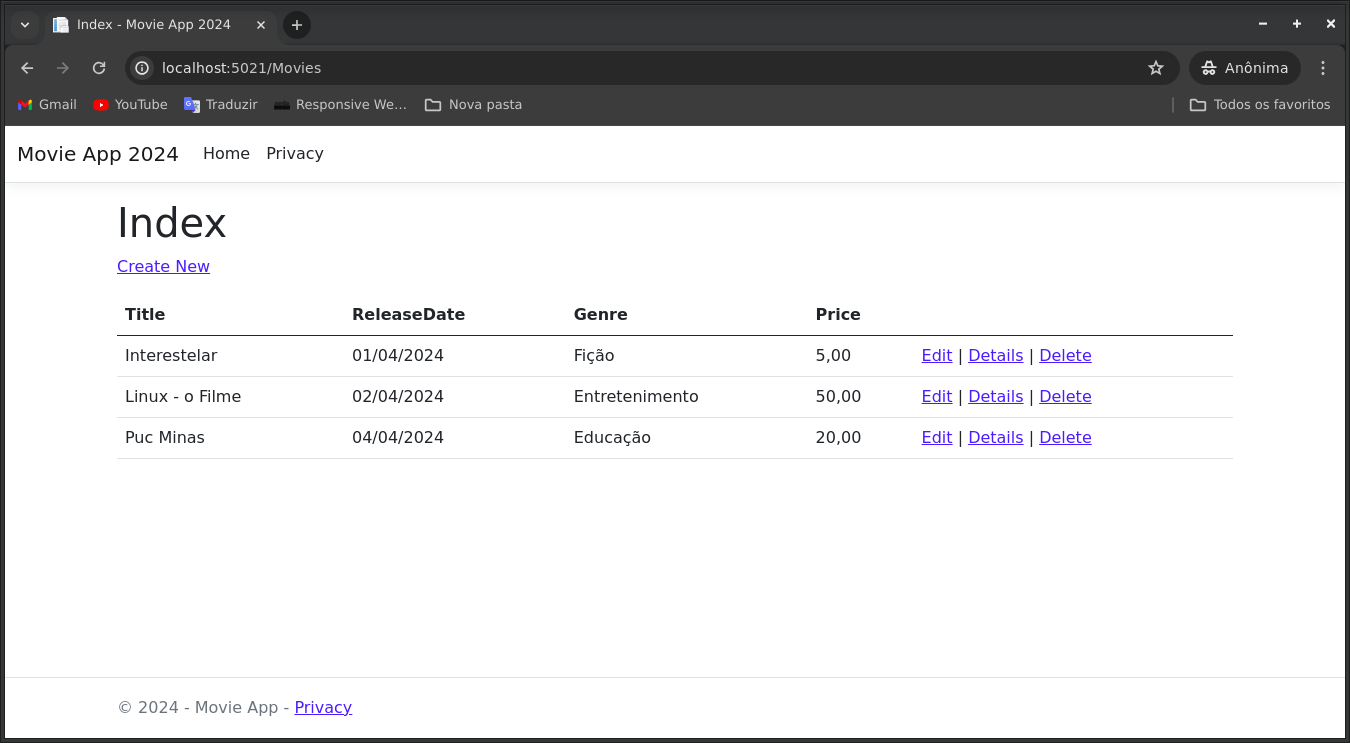 Index - Movie App 2024
localhost:5021/Movies Anônima
Gmail YouTube Traduzir Responsive We... Nova pasta Todos os favoritos
Movie App 2024 Home Privacy
Index
Create New
Title ReleaseDate Genre Price
Interestelar 01/04/2024 Fição 5,00 Edit | Details | Delete
Linux - o Filme 02/04/2024 Entretenimento 50,00 Edit | Details | Delete
Puc Minas 04/04/2024 Educação 20,00 Edit | Details | Delete
© 2024 - Movie App - Privacy